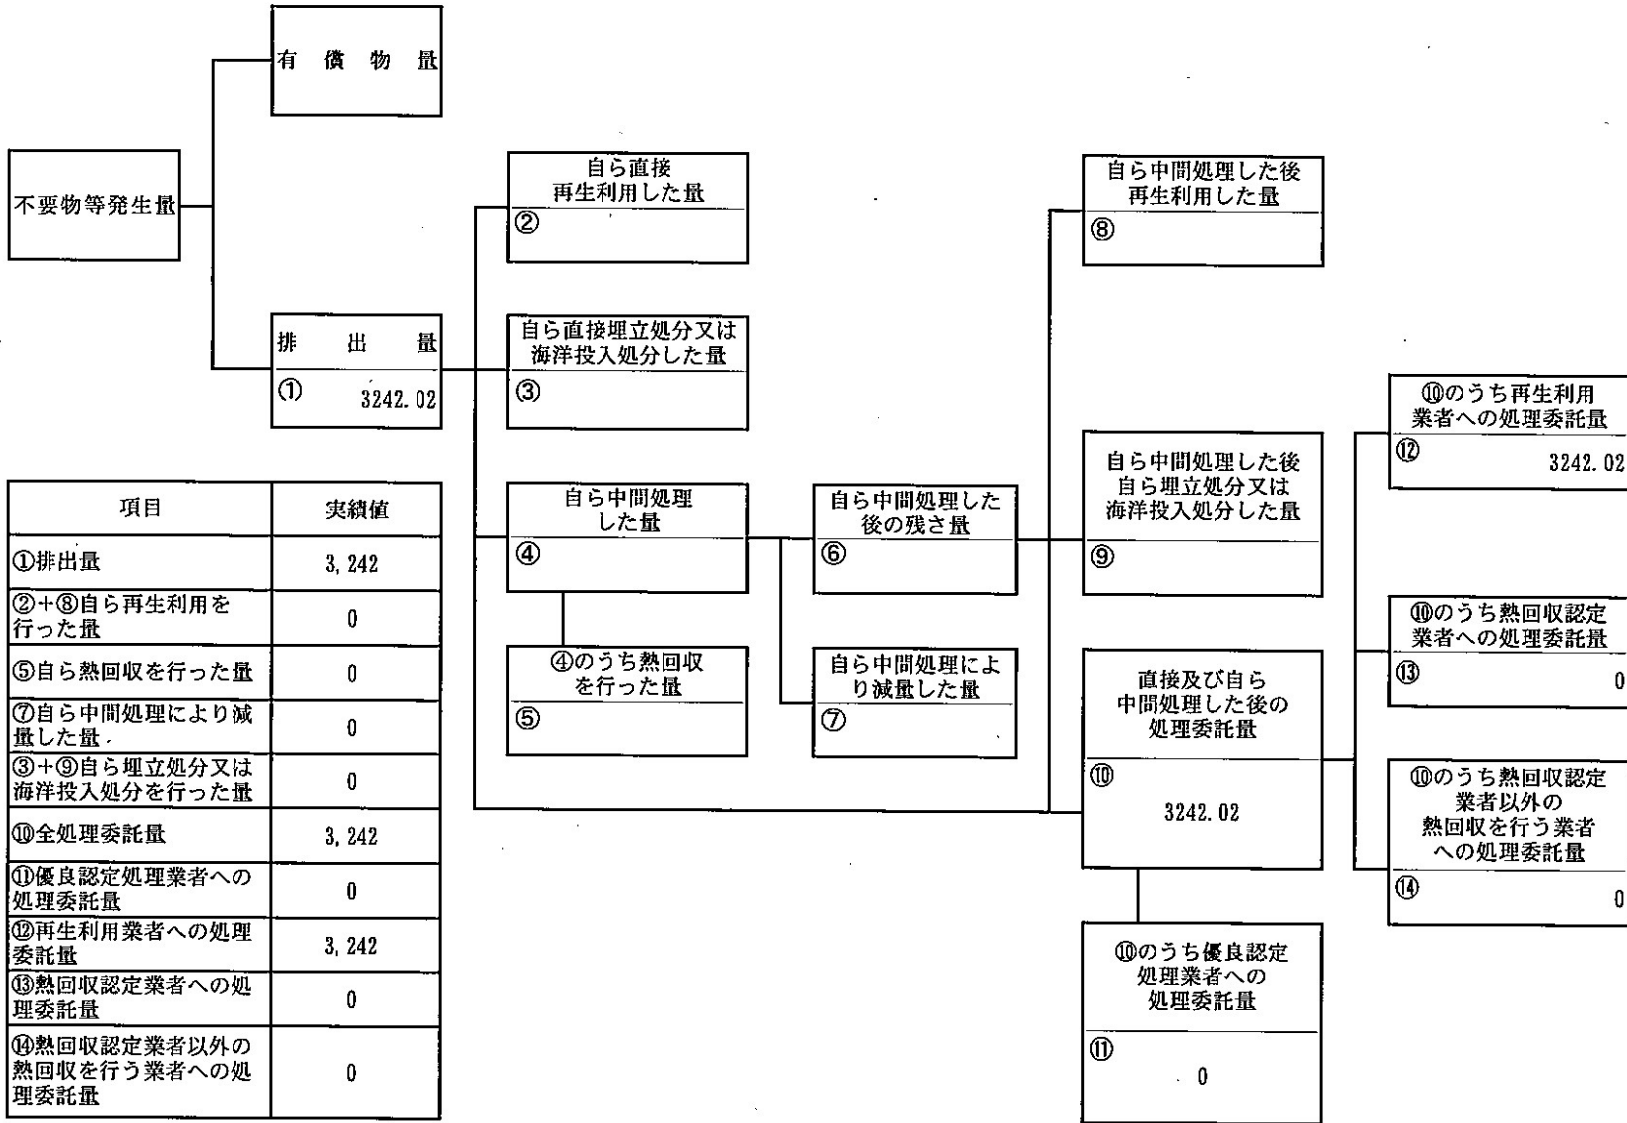 有償物量
不要物等発生量
排出量
① 3242.02
自ら直接
再生利用した量
②
自ら直接埋立処分又は
海洋投入処分した量
③
自ら中間処理
した量
④
④のうち熱回収
を行った量
⑤
自ら中間処理した
後の残さ量
⑥
自ら中間処理によ
り減量した量
⑦
自ら中間処理した後
再生利用した量
⑧
自ら中間処理した後
自ら埋立処分又は
海洋投入処分した量
⑨
直接及び自ら
中間処理した後の
処理委託量
⑩
3242.02
⑩のうち優良認定
処理業者への
処理委託量
⑪
0
⑩のうち再生利用
業者への処理委託量
⑫ 3242.02
⑩のうち熱回収認定
業者への処理委託量
⑬ 0
⑩のうち熱回収認定
業者以外の
熱回収を行う業者
への処理委託量
⑭ 0
項目 実績値
①排出量 3,242
②+⑧自ら再生利用を
行った量 0
⑤自ら熱回収を行った量 0
⑦自ら中間処理により減
量した量 0
③+⑨自ら埋立処分又は
海洋投入処分を行った量 0
⑩全処理委託量 3,242
⑪優良認定処理業者への
処理委託量 0
⑫再生利用業者への処理
委託量 3,242
⑬熱回収認定業者への処
理委託量 0
⑭熱回収認定業者以外の
熱回収を行う業者への処
理委託量 0